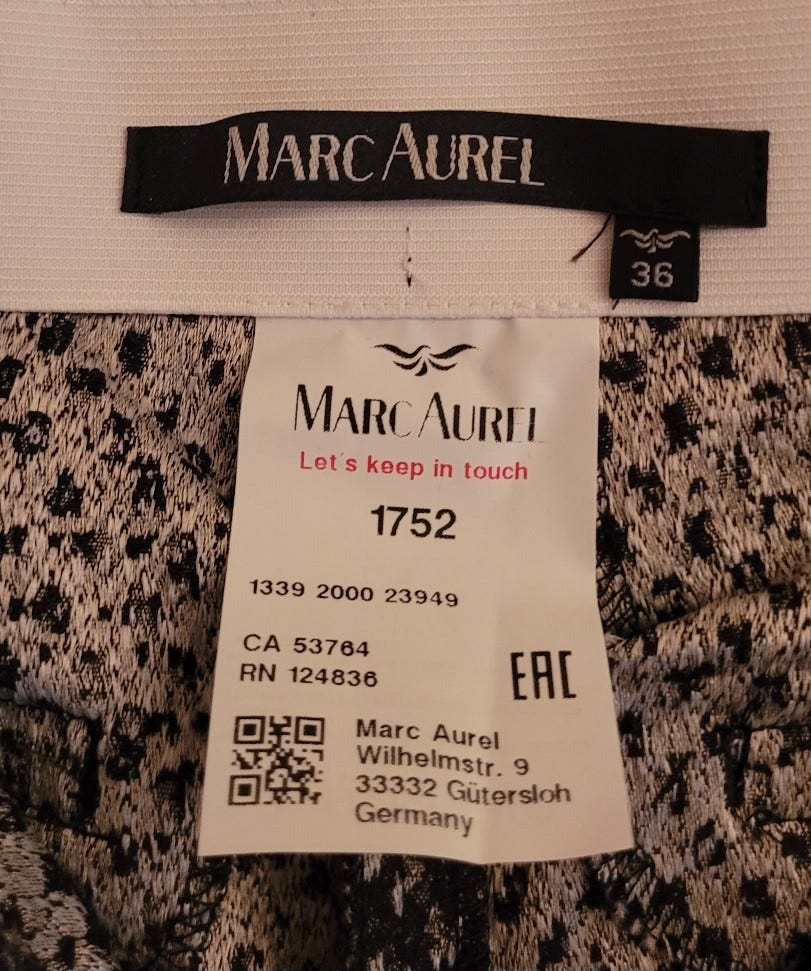 MARC AUREL
36
MARC AUREL
Let's keep in touch
1752
1339 2000 23949
CA 53764
RN 124836
EAC
Marc Aurel
Wilhelmstr. 9
33332 Gütersloh
Germany